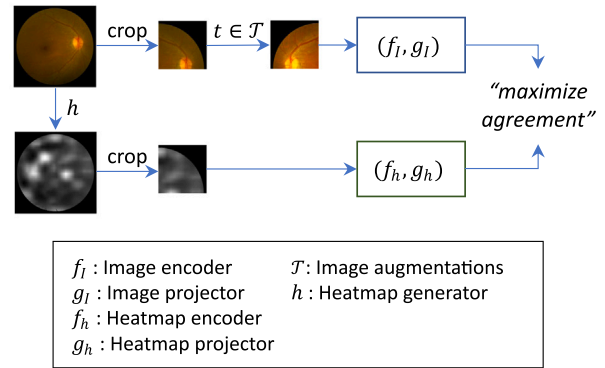 crop
t ∈ 𝒯
(f_I, g_I)
h
"maximize
agreement"
crop
(f_h, g_h)
f_I : Image encoder
g_I : Image projector
f_h : Heatmap encoder
g_h : Heatmap projector
𝒯 : Image augmentations
h : Heatmap generator